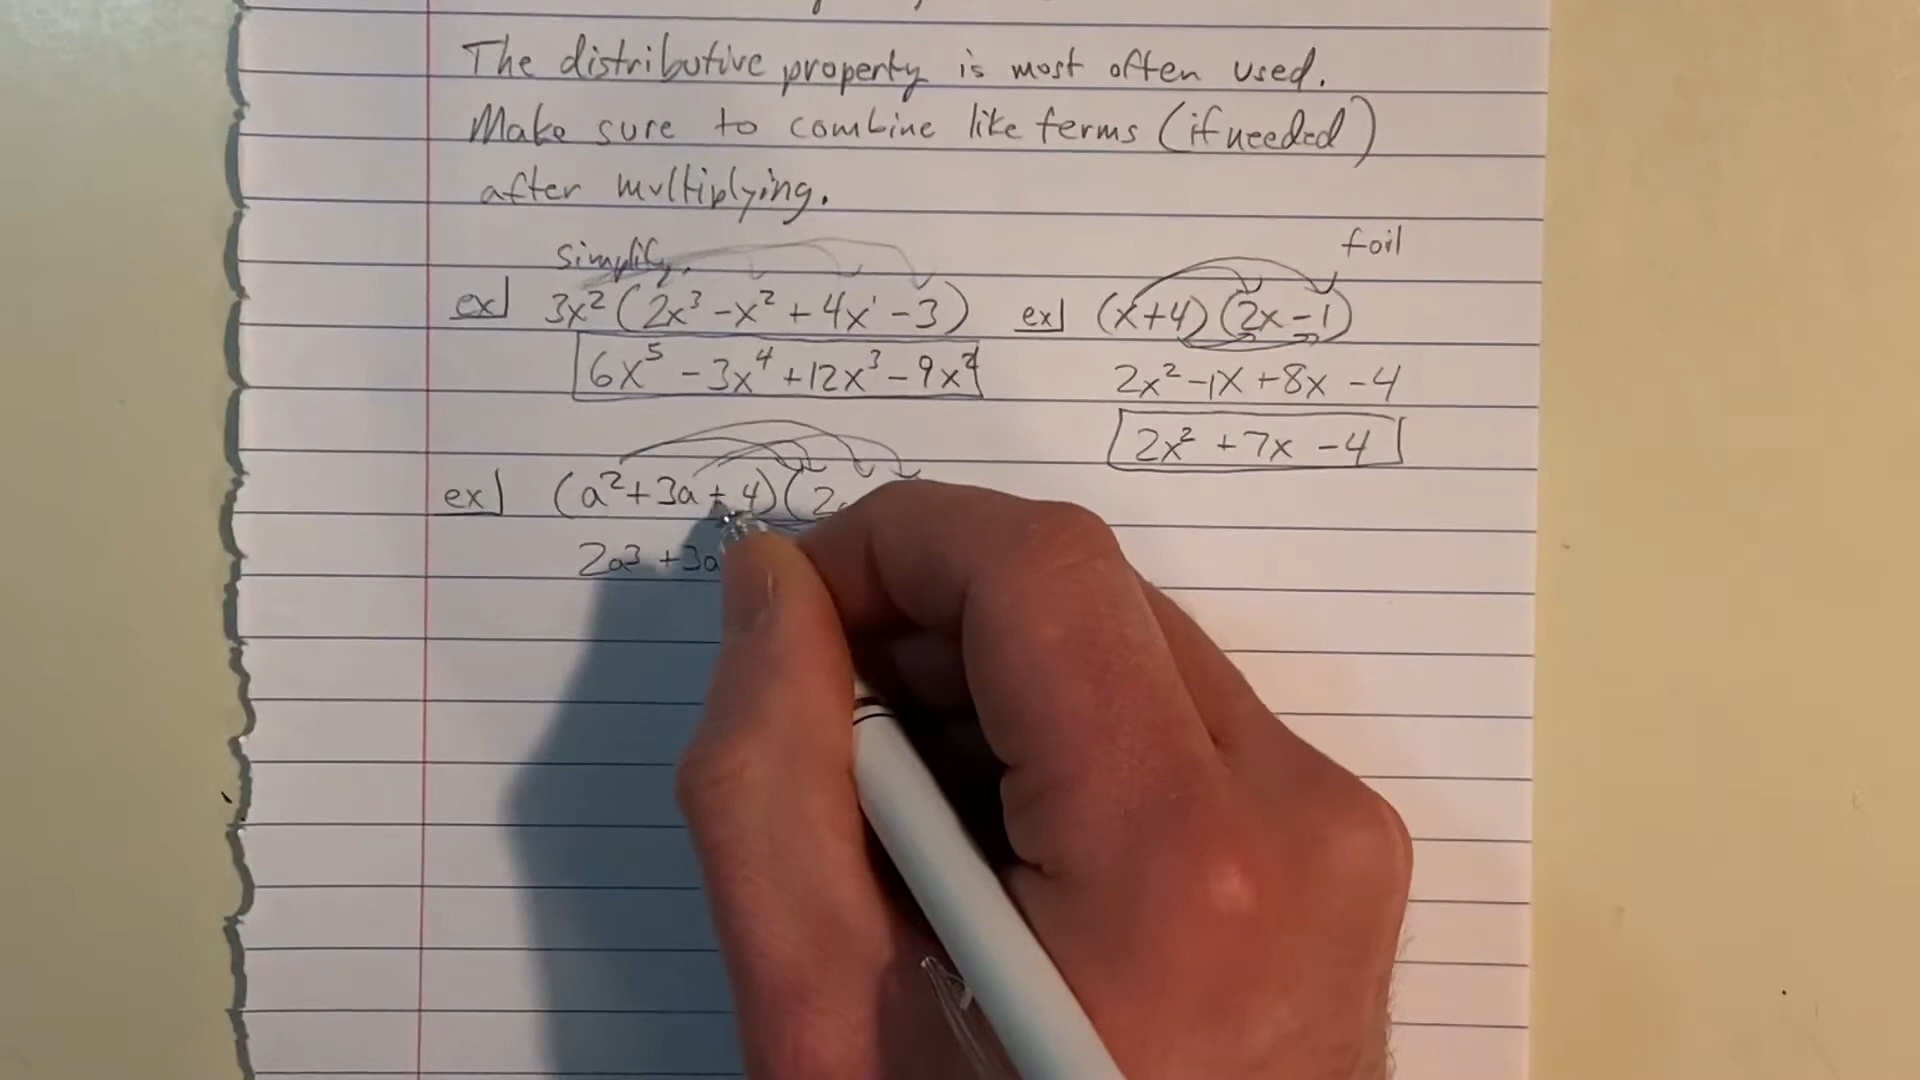 The distributive property is most often used.
Make sure to combine like terms (if needed)
after multiplying.
simplify.
foil
ex] 3x² (2x³ - x² + 4x¹ - 3)
6x⁵ - 3x⁴ + 12x³ - 9x²
ex] (x+4)(2x-1)
2x² - 1x + 8x - 4
2x² + 7x - 4
ex] (a² + 3a + 4)(2
2a³ + 3a